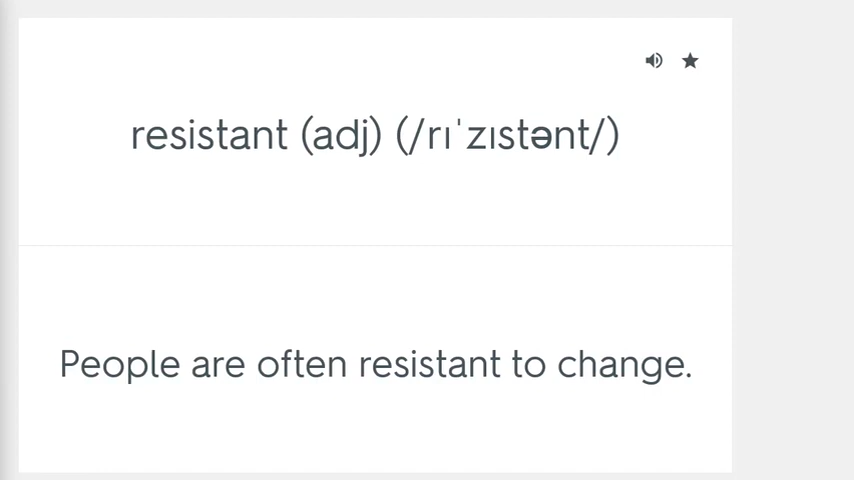 resistant (adj) (/rɪˈzɪstənt/)
People are often resistant to change.